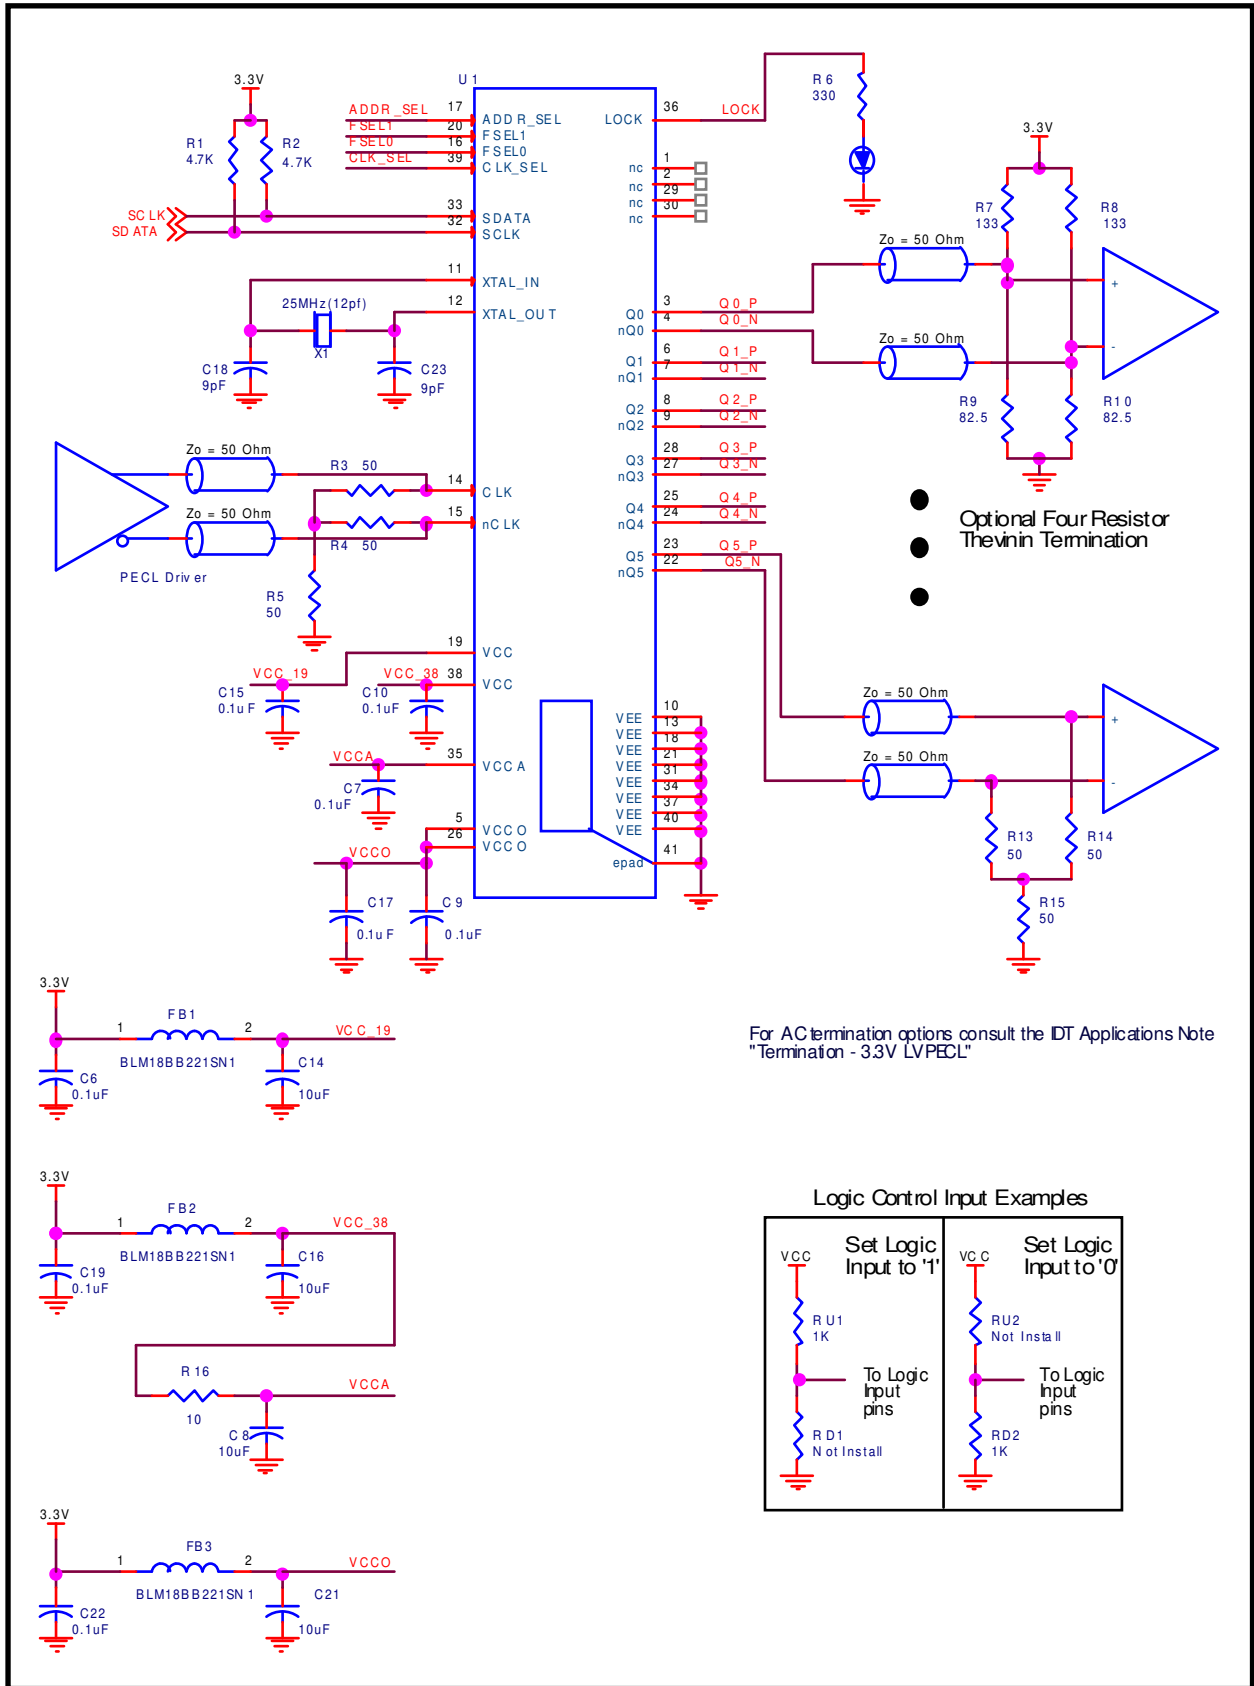 3.3V
R1
4.7K
R2
4.7K
SCLK
SDATA
ADDR_SEL
FSEL1
FSEL0
CLK_SEL
17
20
16
39
33
32
11
12
U1
ADDR_SEL
FSEL1
FSEL0
CLK_SEL
SDATA
SCLK
XTAL_IN
XTAL_OUT
25MHz(12pf)
X1
C18
9pF
C23
9pF
Zo = 50 Ohm
Zo = 50 Ohm
PECL Driver
R3 50
R4 50
R5
50
14
15
CLK
nCLK
VCC_19
C15
0.1uF
VCC_38
C10
0.1uF
19
38
VCC
VCC
VCCA
C7
0.1uF
35
VCCA
5
26
VCCO
VCCO
VCCO
C17
0.1uF
C9
0.1uF
LOCK
36
LOCK
R6
330
nc
nc
nc
nc
1
2
29
30
Q0
nQ0
3
4
Q0_P
Q0_N
Q1
nQ1
6
7
Q1_P
Q1_N
Q2
nQ2
8
9
Q2_P
Q2_N
Q3
nQ3
28
27
Q3_P
Q3_N
Q4
nQ4
25
24
Q4_P
Q4_N
Q5
nQ5
23
22
Q5_P
Q5_N
VEE
VEE
VEE
VEE
VEE
VEE
VEE
VEE
epad
10
13
18
21
31
34
37
40
41
3.3V
R7
133
R8
133
Zo = 50 Ohm
Zo = 50 Ohm
+
-
R9
82.5
R10
82.5
Optional Four Resistor
Thevinin Termination
Zo = 50 Ohm
Zo = 50 Ohm
+
-
R13
50
R14
50
R15
50
For AC termination options consult the IDT Applications Note
"Termination - 3.3V LVPECL"
3.3V
1
FB1
2
BLM18BB221SN1
VCC_19
C6
0.1uF
C14
10uF
3.3V
1
FB2
2
BLM18BB221SN1
VCC_38
C19
0.1uF
C16
10uF
R16
10
VCCA
C8
10uF
3.3V
1
FB3
2
BLM18BB221SN1
VCCO
C22
0.1uF
C21
10uF
Logic Control Input Examples
VCC
Set Logic
Input to '1'
RU1
1K
To Logic
Input
pins
RD1
Not Install
VCC
Set Logic
Input to '0'
RU2
Not Install
To Logic
Input
pins
RD2
1K